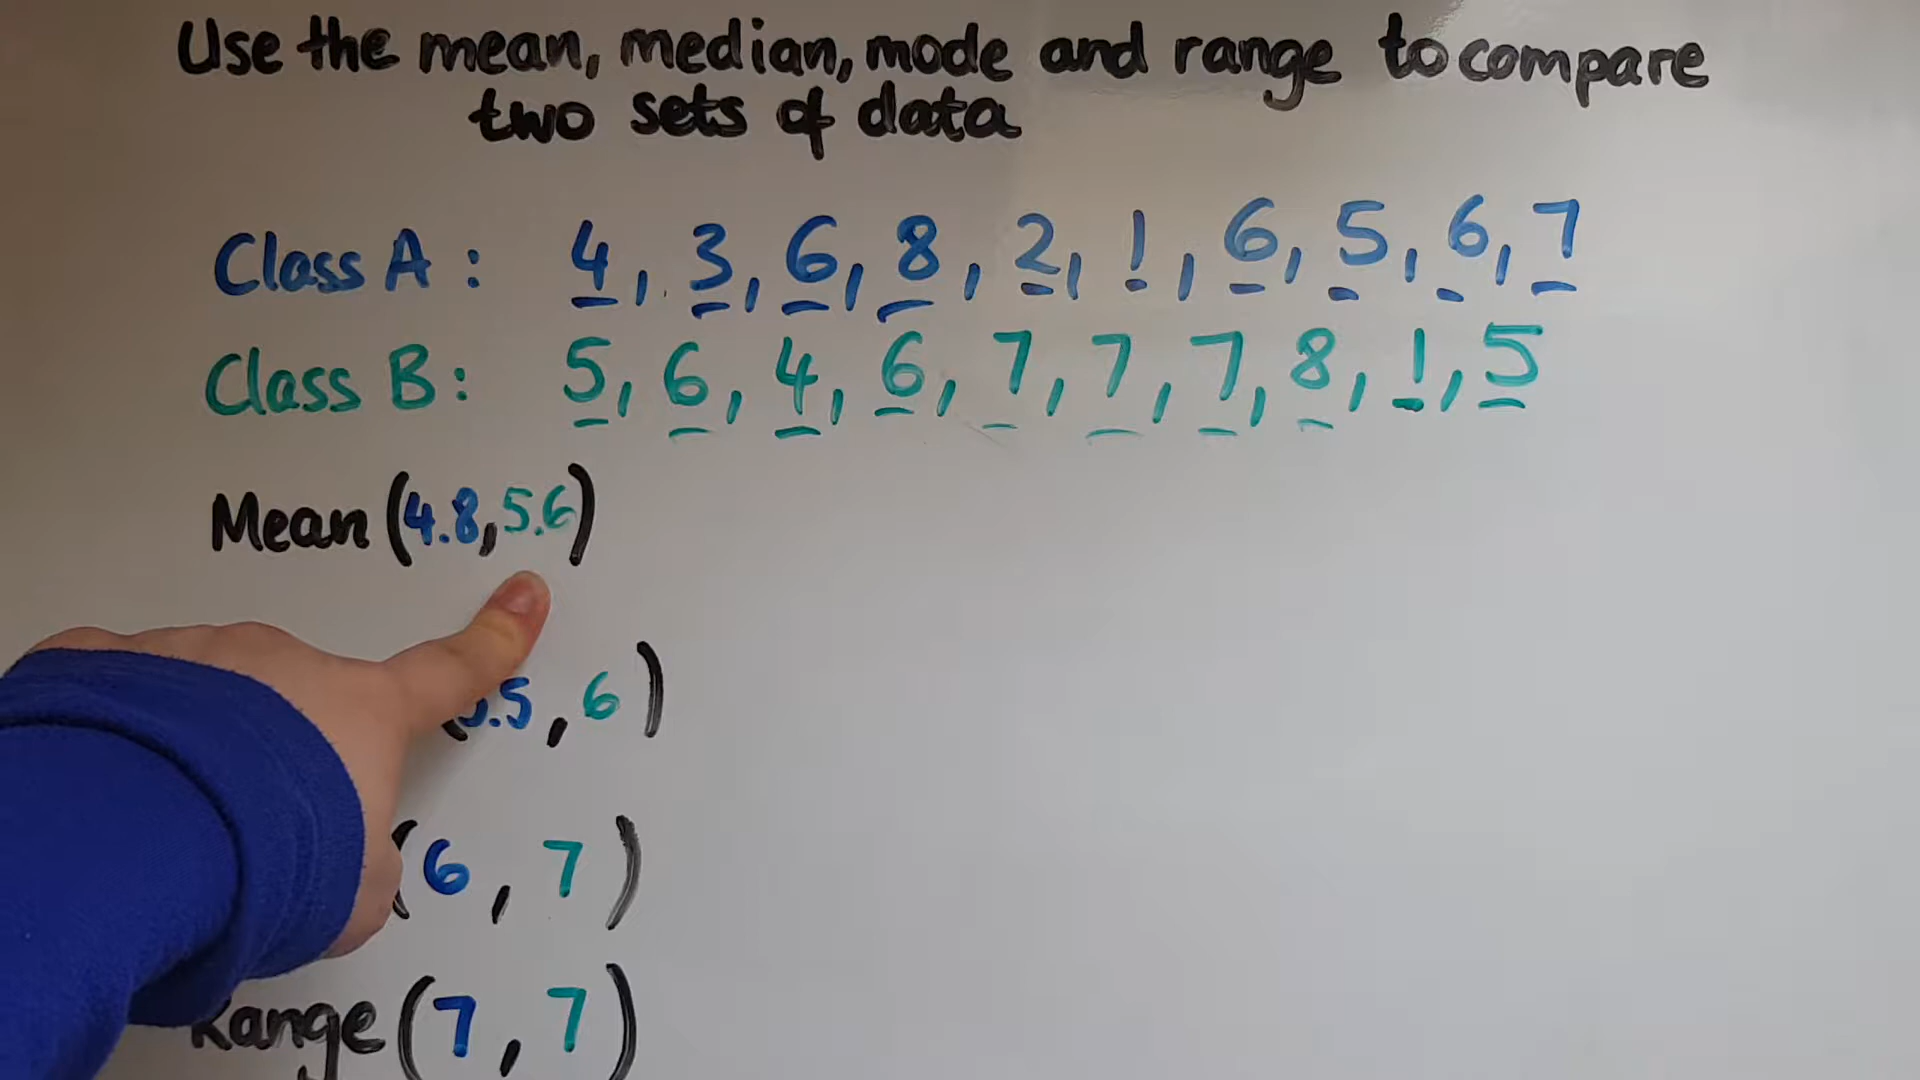 Use the mean, median, mode and range to compare
two sets of data
Class A : 4, 3, 6, 8, 2, 1, 6, 5, 6, 7
Class B : 5, 6, 4, 6, 7, 7, 7, 8, 1, 5
Mean (4.8, 5.6)
.5, 6)
(6, 7)
Range (7, 7)